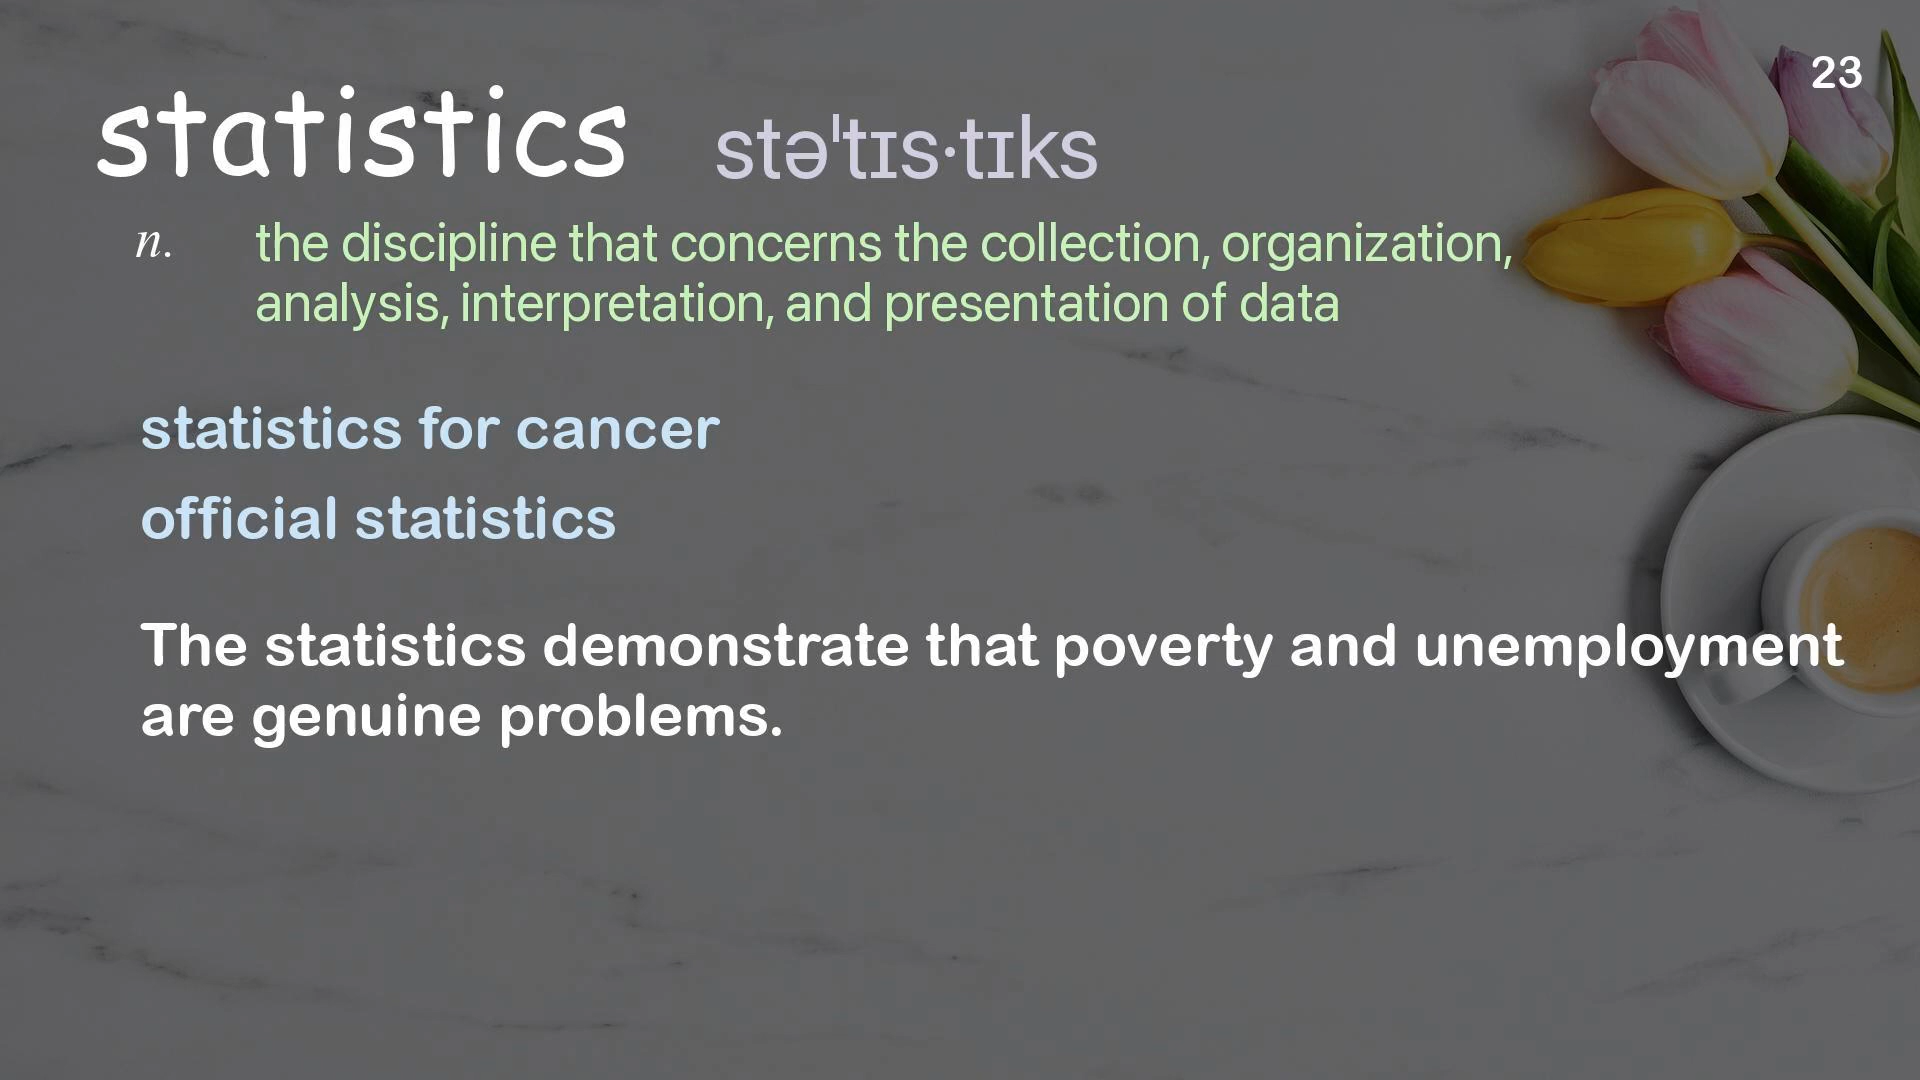 23
statistics stəˈtɪs·tɪks
n. the discipline that concerns the collection, organization,
analysis, interpretation, and presentation of data
statistics for cancer
official statistics
The statistics demonstrate that poverty and unemployment
are genuine problems.